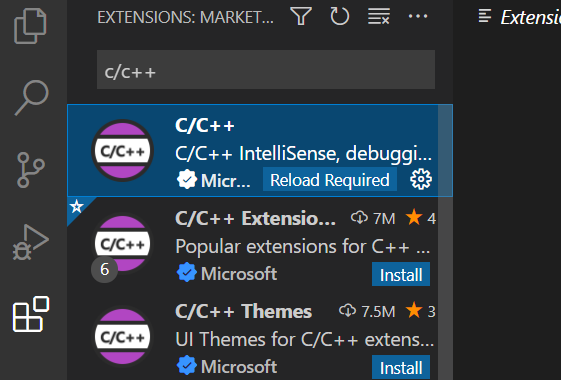 EXTENSIONS: MARKET...
Extensi
c/c++
C/C++
C/C++
C/C++ IntelliSense, debuggi...
Micr...
Reload Required
C/C++
6
C/C++ Extensio...
7M
4
Popular extensions for C++ ...
Microsoft
Install
C/C++
C/C++ Themes
7.5M
3
UI Themes for C/C++ extens...
Microsoft
Install